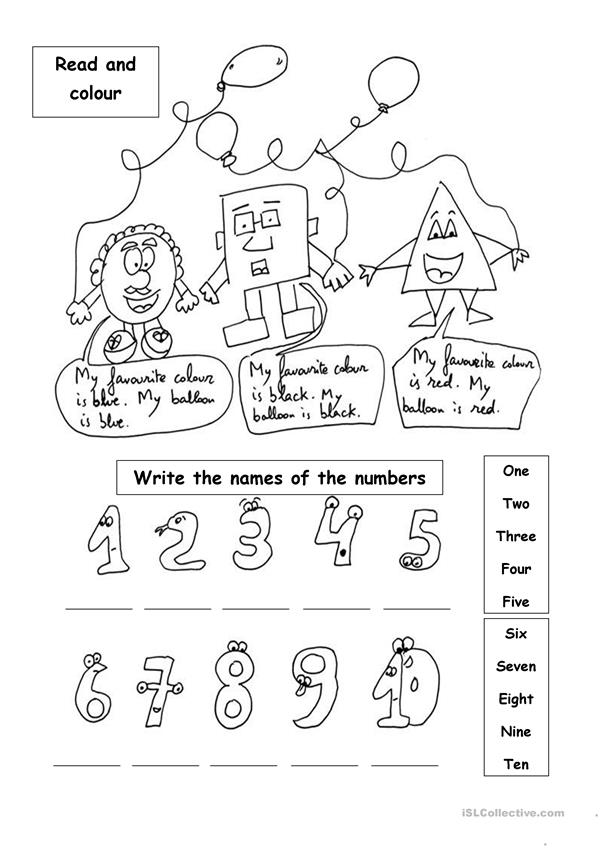 Read and
colour
My favourite colour
is blue. My balloon
is blue.
My favourite colour
is black. My
balloon is black.
My favourite colour
is red. My
balloon is red.
Write the names of the numbers
1 2 3 4 5
One
Two
Three
Four
Five
6 7 8 9 10
Six
Seven
Eight
Nine
Ten
iSLCollective.com